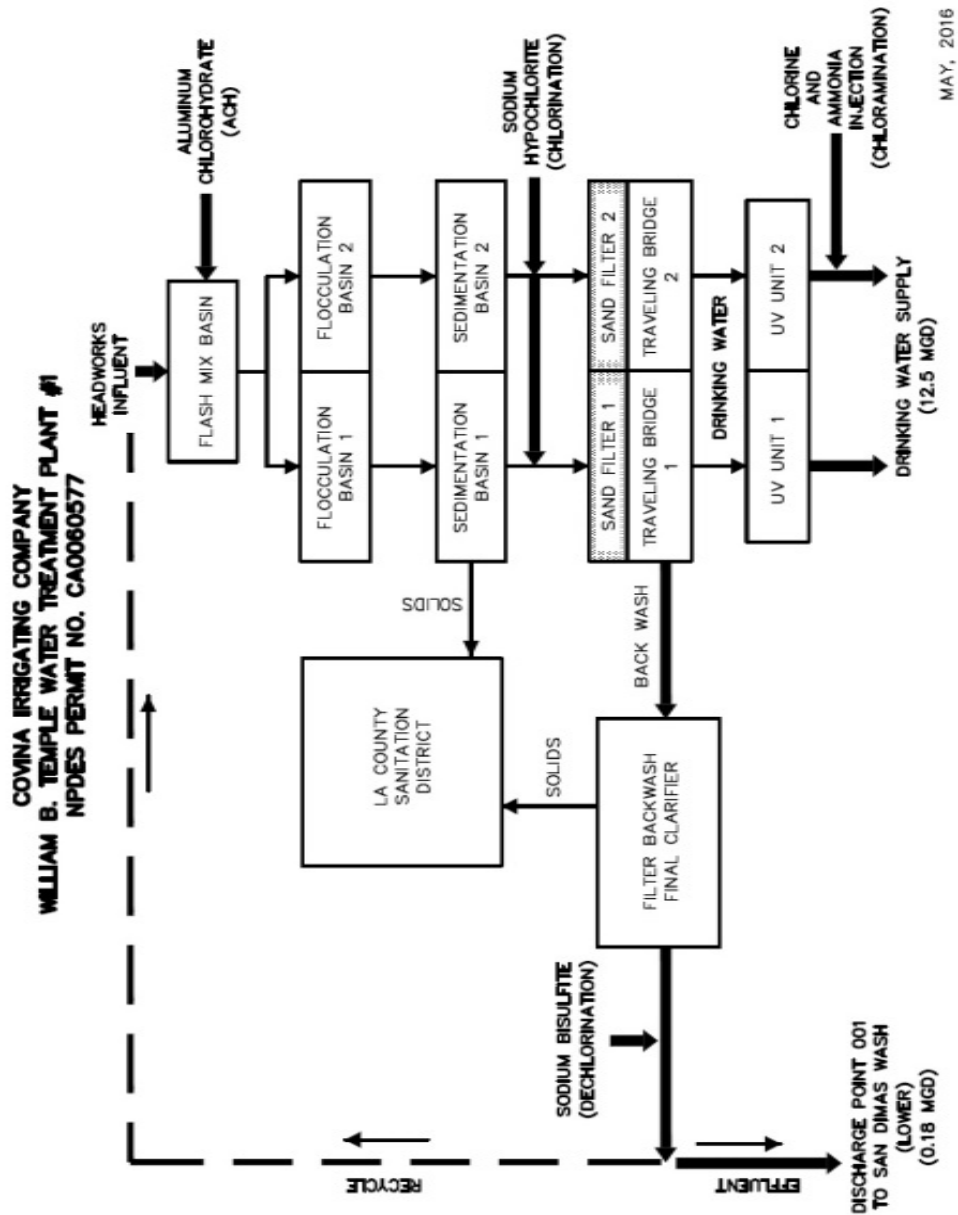 COVINA IRRIGATING COMPANY
WILLIAM B. TEMPLE WATER TREATMENT PLANT #1
NPDES PERMIT NO. CA0060577
HEADWORKS
INFLUENT
ALUMINUM
CHLOROHYDRATE
(ACH)
FLASH MIX BASIN
FLOCCULATION
BASIN 1
FLOCCULATION
BASIN 2
SEDIMENTATION
BASIN 1
SEDIMENTATION
BASIN 2
SOLIDS
LA COUNTY
SANITATION
DISTRICT
SODIUM
HYPOCHLORITE
(CHLORINATION)
SAND FILTER 1
SAND FILTER 2
TRAVELING BRIDGE
1
TRAVELING BRIDGE
2
BACK WASH
SOLIDS
FILTER BACKWASH
FINAL CLARIFIER
SODIUM BISULFITE
(DECHLORINATION)
RECYCLE
EFFLUENT
DRINKING WATER
UV UNIT 1
UV UNIT 2
CHLORINE
AND
AMMONIA
INJECTION
(CHLORAMINATION)
DISCHARGE POINT 001
TO SAN DIMAS WASH
(LOWER)
(0.18 MGD)
DRINKING WATER SUPPLY
(12.5 MGD)
MAY, 2016